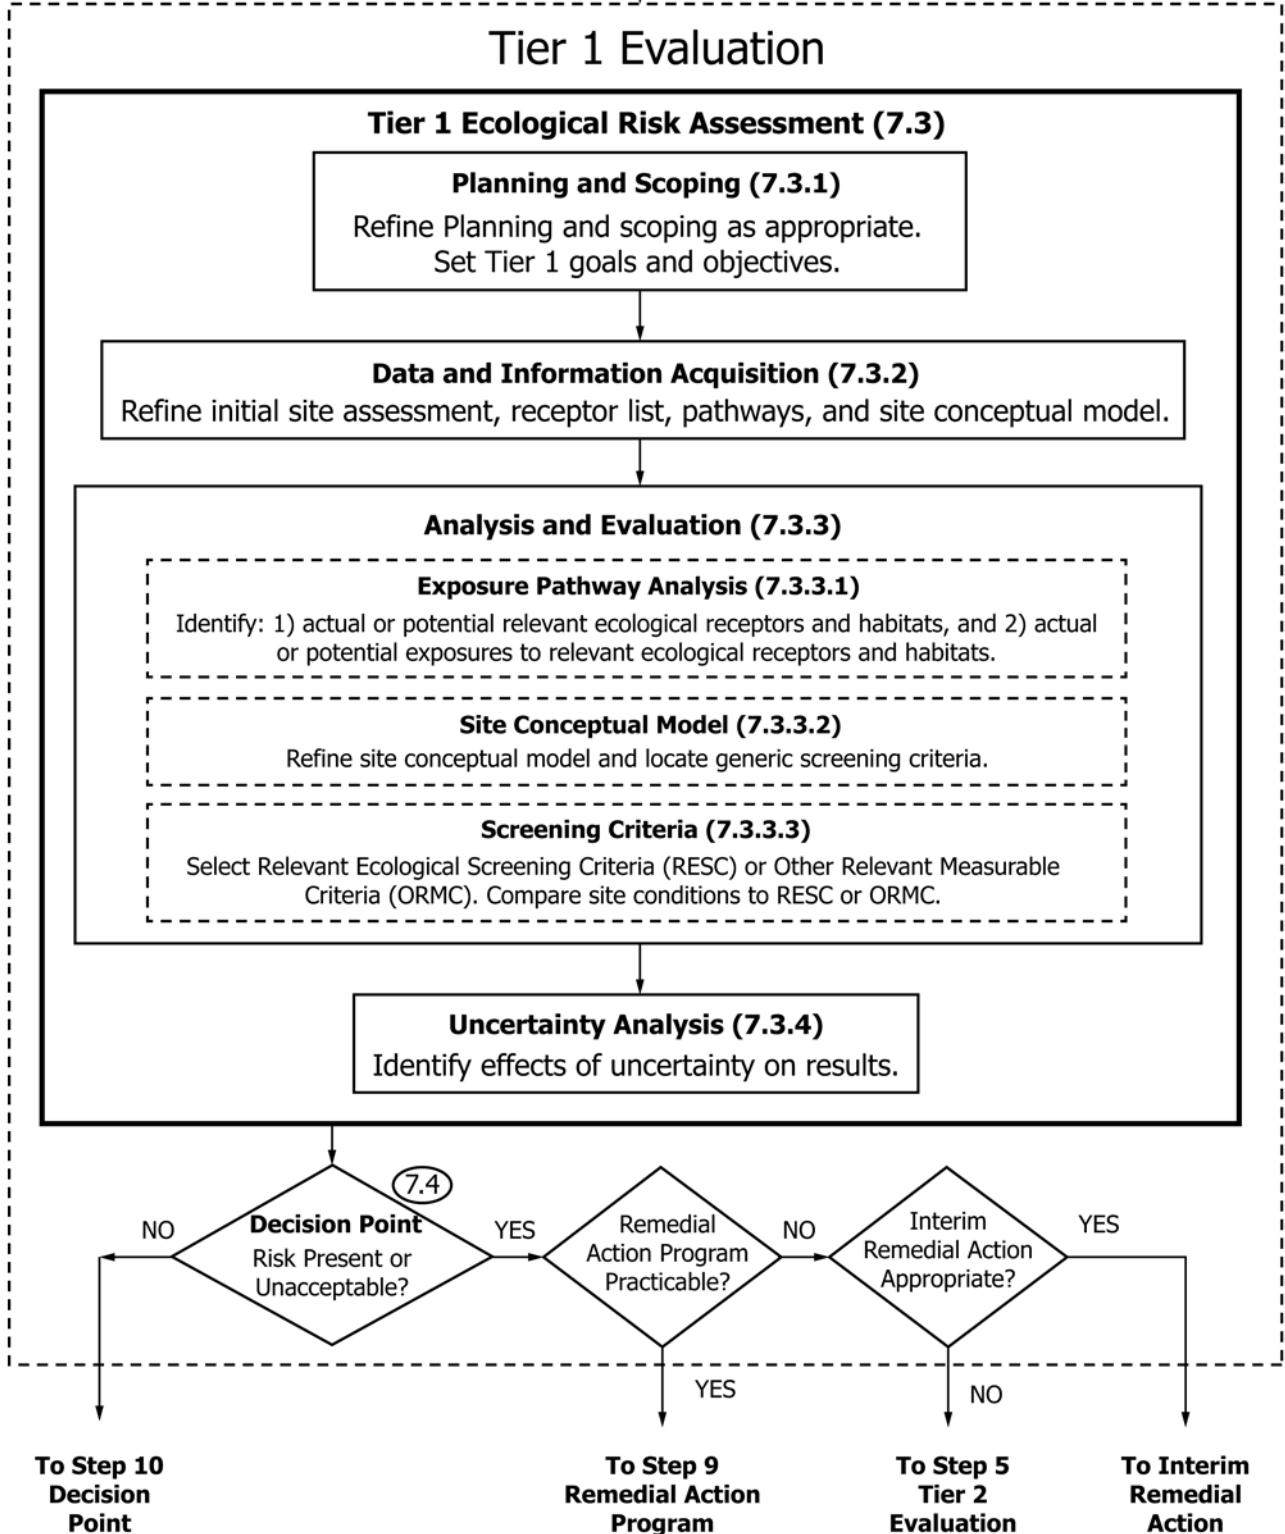 Tier 1 Evaluation
Tier 1 Ecological Risk Assessment (7.3)
Planning and Scoping (7.3.1)
Refine Planning and scoping as appropriate.
Set Tier 1 goals and objectives.
Data and Information Acquisition (7.3.2)
Refine initial site assessment, receptor list, pathways, and site conceptual model.
Analysis and Evaluation (7.3.3)
Exposure Pathway Analysis (7.3.3.1)
Identify: 1) actual or potential relevant ecological receptors and habitats, and 2) actual
or potential exposures to relevant ecological receptors and habitats.
Site Conceptual Model (7.3.3.2)
Refine site conceptual model and locate generic screening criteria.
Screening Criteria (7.3.3.3)
Select Relevant Ecological Screening Criteria (RESC) or Other Relevant Measurable
Criteria (ORMC). Compare site conditions to RESC or ORMC.
Uncertainty Analysis (7.3.4)
Identify effects of uncertainty on results.
7.4
NO
Decision Point
Risk Present or
Unacceptable?
YES
Remedial
Action Program
Practicable?
NO
Interim
Remedial Action
Appropriate?
YES
YES
NO
To Step 10
Decision
Point
To Step 9
Remedial Action
Program
To Step 5
Tier 2
Evaluation
To Interim
Remedial
Action